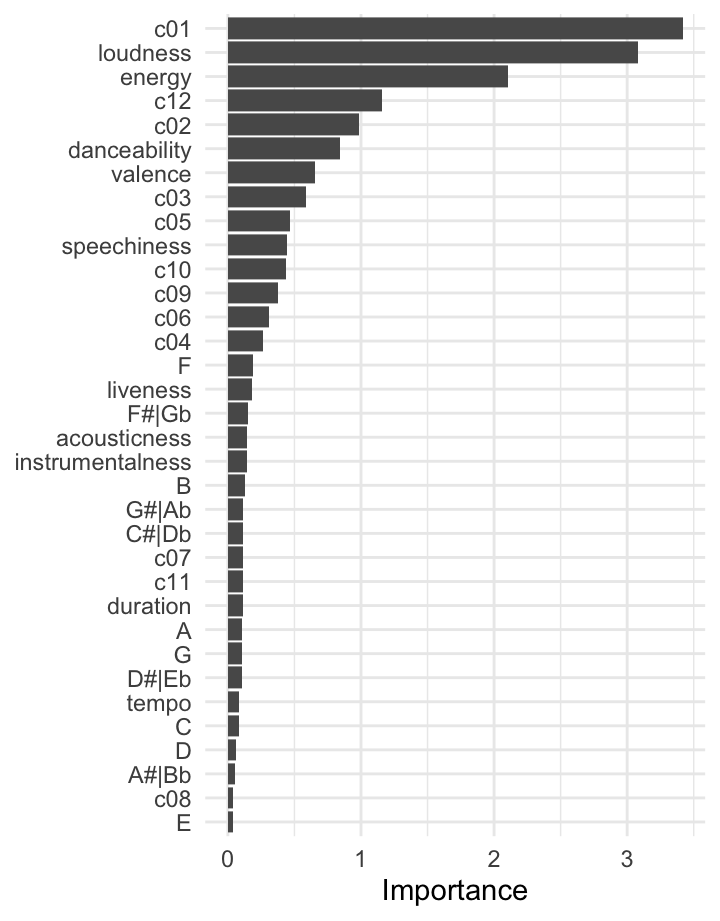 c01
loudness
energy
c12
c02
danceability
valence
c03
c05
speechiness
c10
c09
c06
c04
F
liveness
F#|Gb
acousticness
instrumentalness
B
G#|Ab
C#|Db
c07
c11
duration
A
G
D#|Eb
tempo
C
D
A#|Bb
c08
E
0 1 2 3
Importance